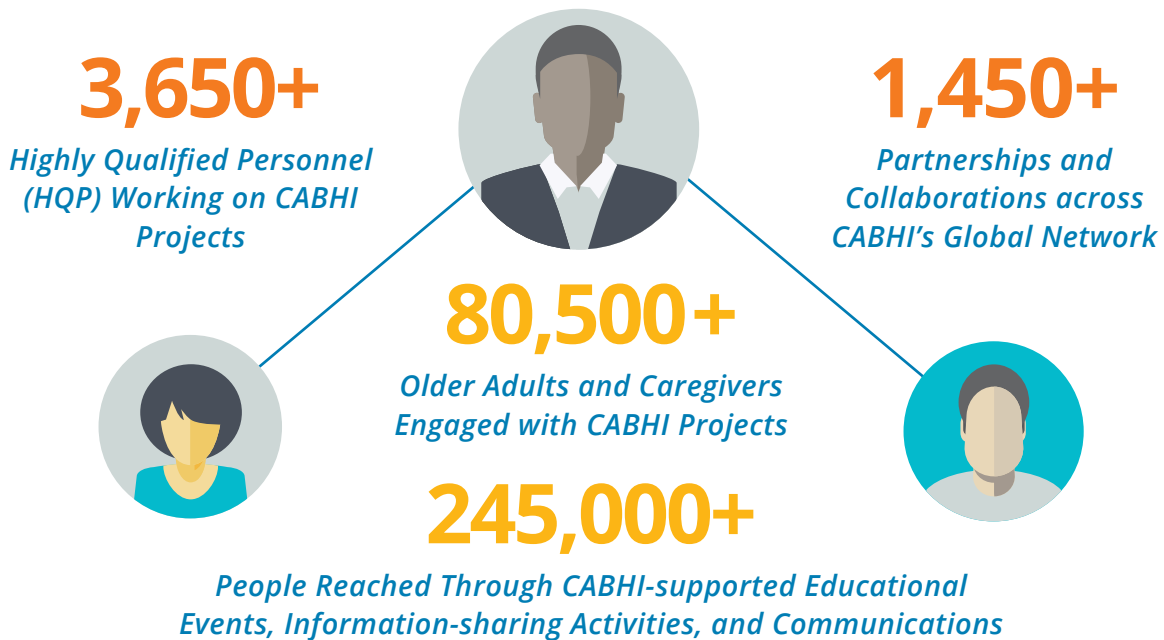 3,650+
Highly Qualified Personnel
(HQP) Working on CABHI
Projects
1,450+
Partnerships and
Collaborations across
CABHI’s Global Network
80,500+
Older Adults and Caregivers
Engaged with CABHI Projects
245,000+
People Reached Through CABHI-supported Educational
Events, Information-sharing Activities, and Communications